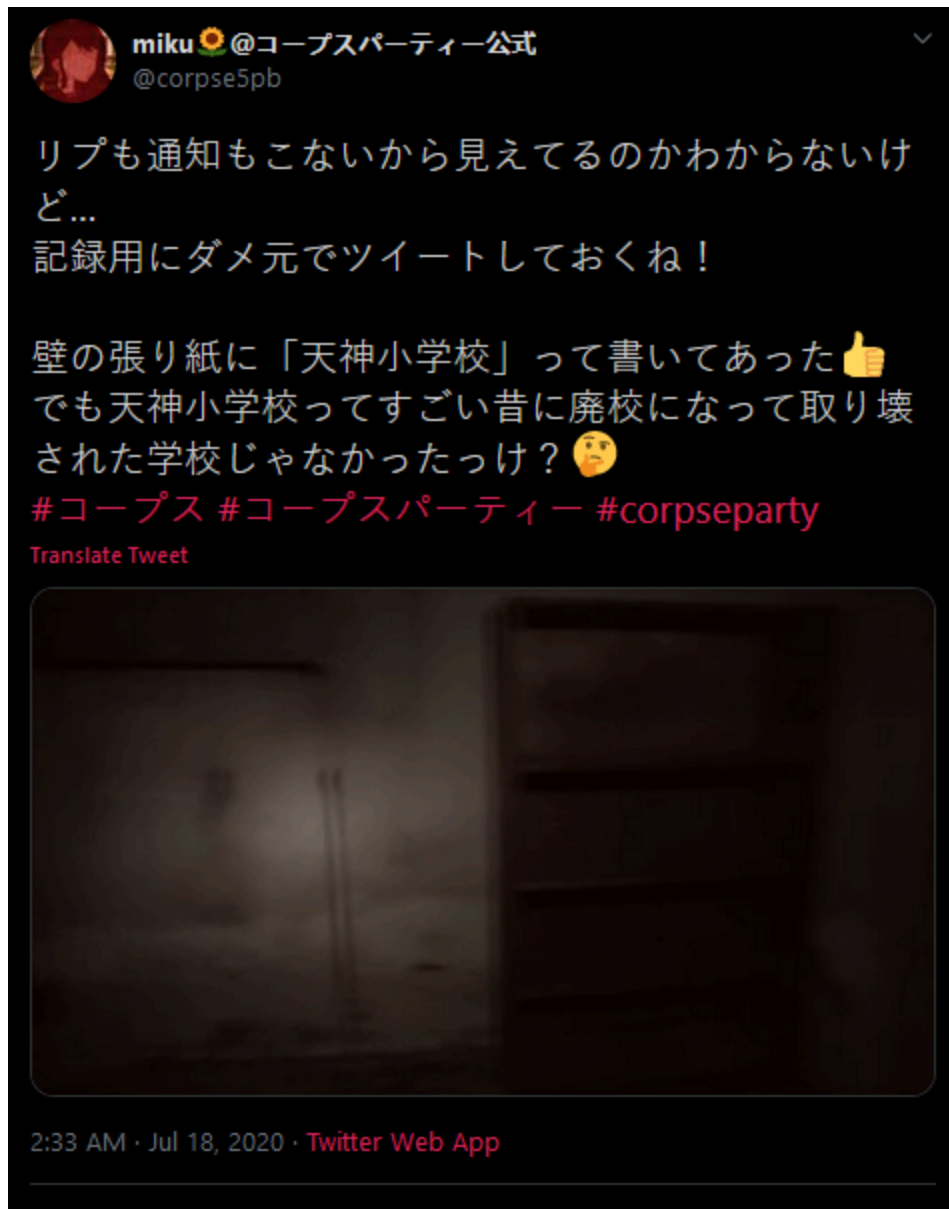 miku🌻@コープスパーティー公式
@corpse5pb
リプも通知もこないから見えてるのかわからないけ
ど...
記録用にダメ元でツイートしておくね！
壁の張り紙に「天神小学校」って書いてあった👍
でも天神小学校ってすごい昔に廃校になって取り壊
された学校じゃなかったっけ？🤔
#コープス #コープスパーティー #corpseparty
Translate Tweet
2:33 AM · Jul 18, 2020 · Twitter Web App